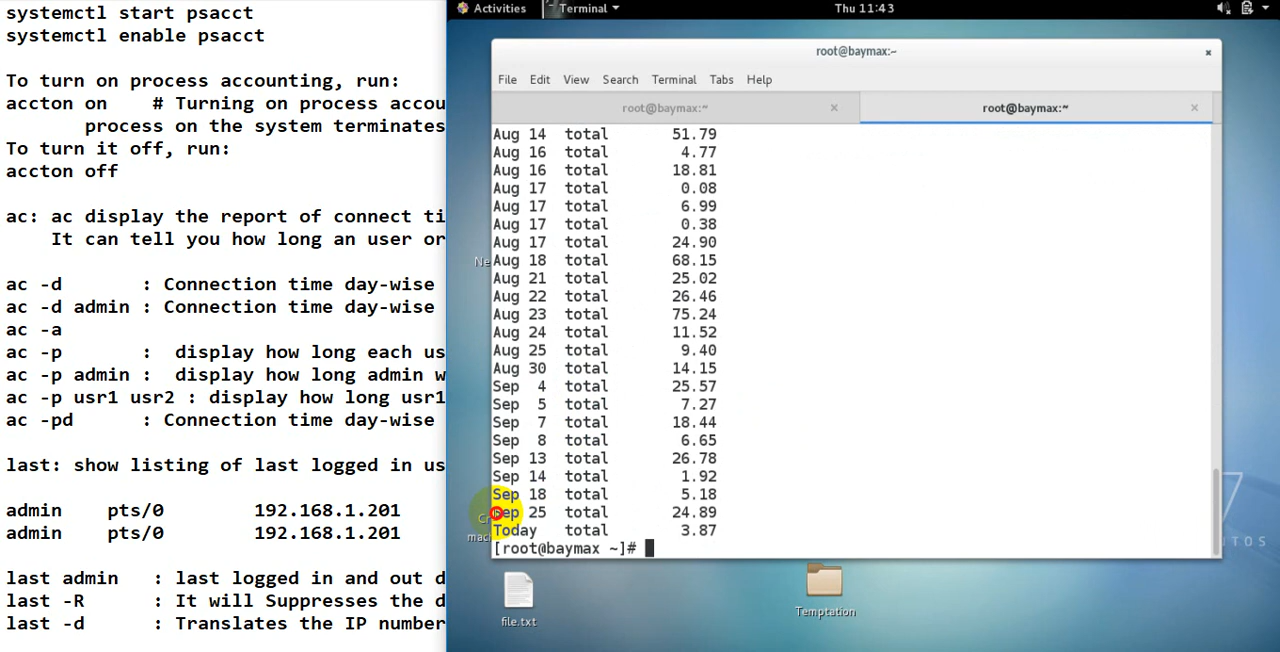 systemctl start psacct
systemctl enable psacct
To turn on process accounting, run:
accton on    # Turning on process accou
process on the system terminates
To turn it off, run:
accton off
ac: ac display the report of connect ti
It can tell you how long an user or
ac -d       : Connection time day-wise
ac -d admin : Connection time day-wise
ac -a
ac -p       :  display how long each us
ac -p admin :  display how long admin w
ac -p usr1 usr2 : display how long usr1
ac -pd      : Connection time day-wise
last: show listing of last logged in us
admin    pts/0        192.168.1.201
admin    pts/0        192.168.1.201
last admin   : last logged in and out d
last -R      : It will Suppresses the d
last -d      : Translates the IP number
Activities Terminal Thu 11:43
root@baymax:~
File Edit View Search Terminal Tabs Help
root@baymax:~ root@baymax:~
Aug 14  total       51.79
Aug 16  total        4.77
Aug 16  total       18.81
Aug 17  total        0.08
Aug 17  total        6.99
Aug 17  total        0.38
Aug 17  total       24.90
Aug 18  total       68.15
Aug 21  total       25.02
Aug 22  total       26.46
Aug 23  total       75.24
Aug 24  total       11.52
Aug 25  total        9.40
Aug 30  total       14.15
Sep  4  total       25.57
Sep  5  total        7.27
Sep  7  total       18.44
Sep  8  total        6.65
Sep 13  total       26.78
Sep 14  total        1.92
Sep 18  total        5.18
Sep 25  total       24.89
Today   total        3.87
[root@baymax ~]#
Ne
mac
7
OS
file.txt
Temptation